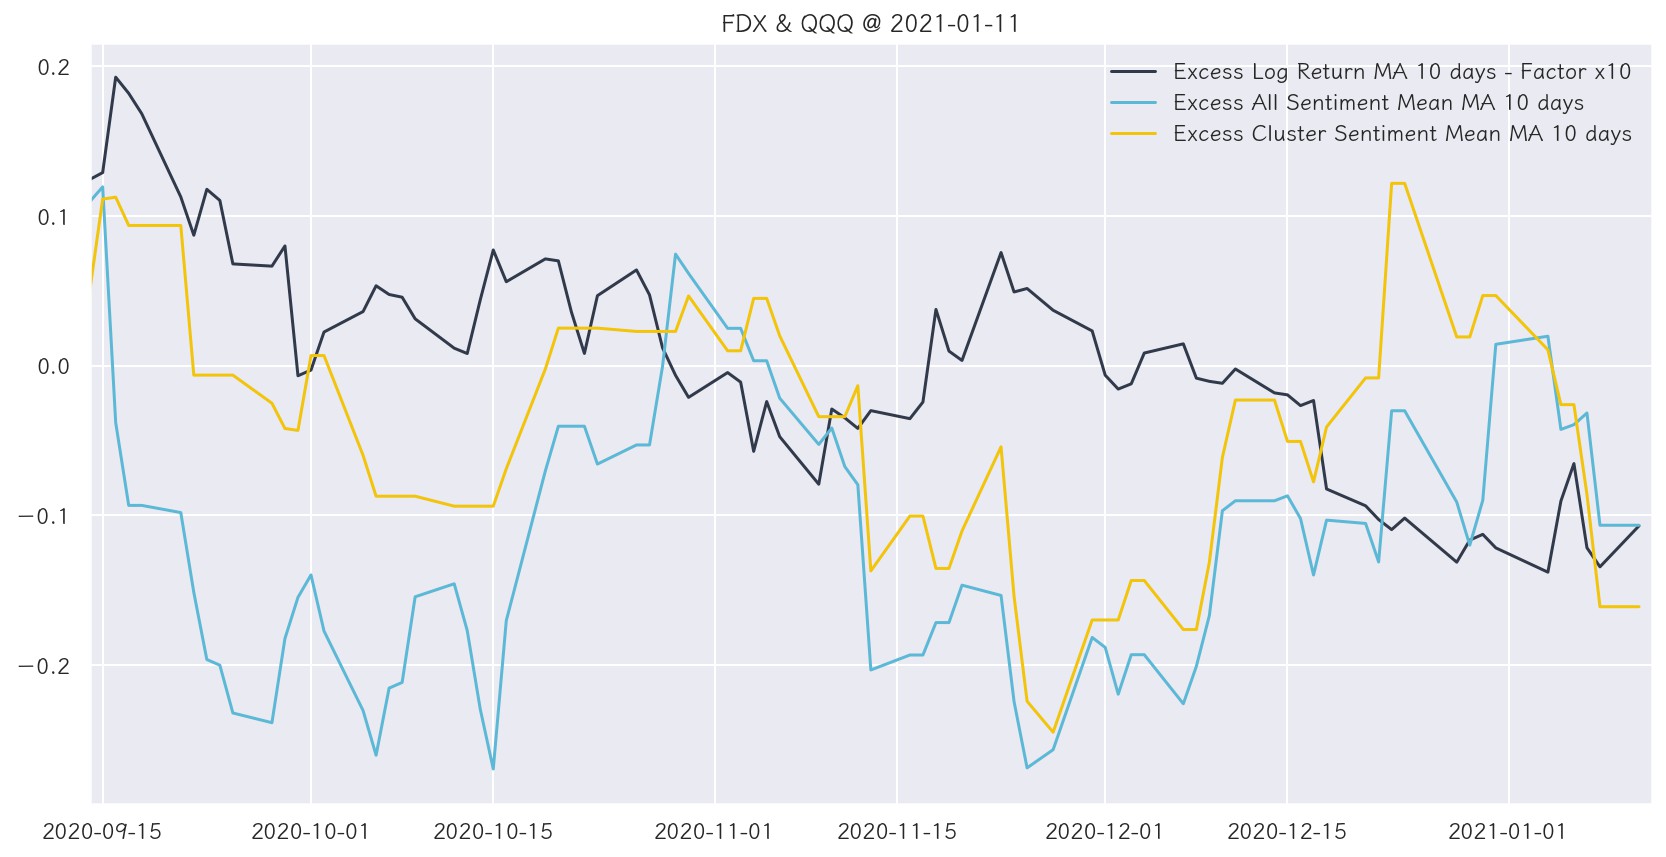 FDX & QQQ @ 2021-01-11
Excess Log Return MA 10 days - Factor x10
Excess All Sentiment Mean MA 10 days
Excess Cluster Sentiment Mean MA 10 days
0.2
0.1
0.0
−0.1
−0.2
2020-09-15 2020-10-01 2020-10-15 2020-11-01 2020-11-15 2020-12-01 2020-12-15 2021-01-01